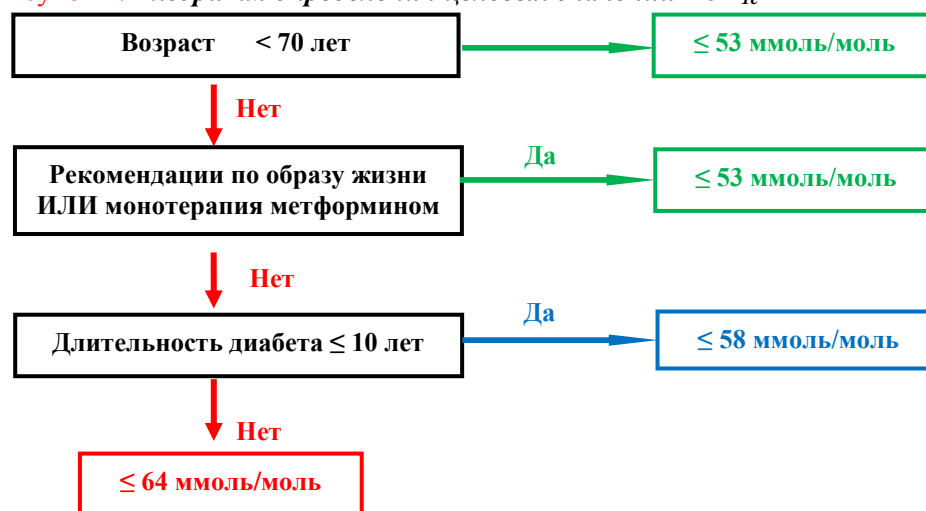 Возраст < 70 лет
≤ 53 ммоль/моль
Нет
Да
Рекомендации по образу жизни
ИЛИ монотерапия метформином
≤ 53 ммоль/моль
Нет
Да
Длительность диабета ≤ 10 лет
≤ 58 ммоль/моль
Нет
≤ 64 ммоль/моль